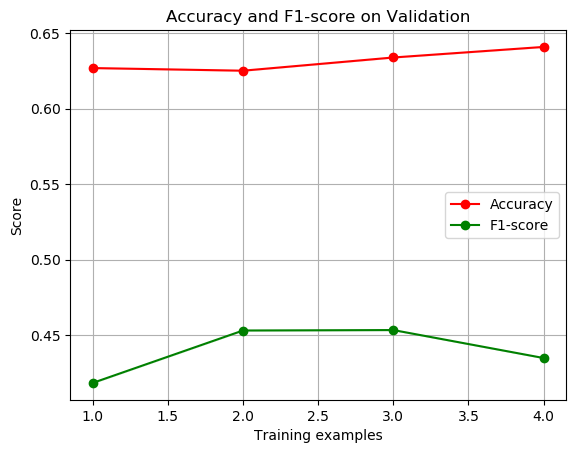 Accuracy and F1-score on Validation
Score
0.65
0.60
0.55
0.50
0.45
Accuracy
F1-score
1.0 1.5 2.0 2.5 3.0 3.5 4.0
Training examples